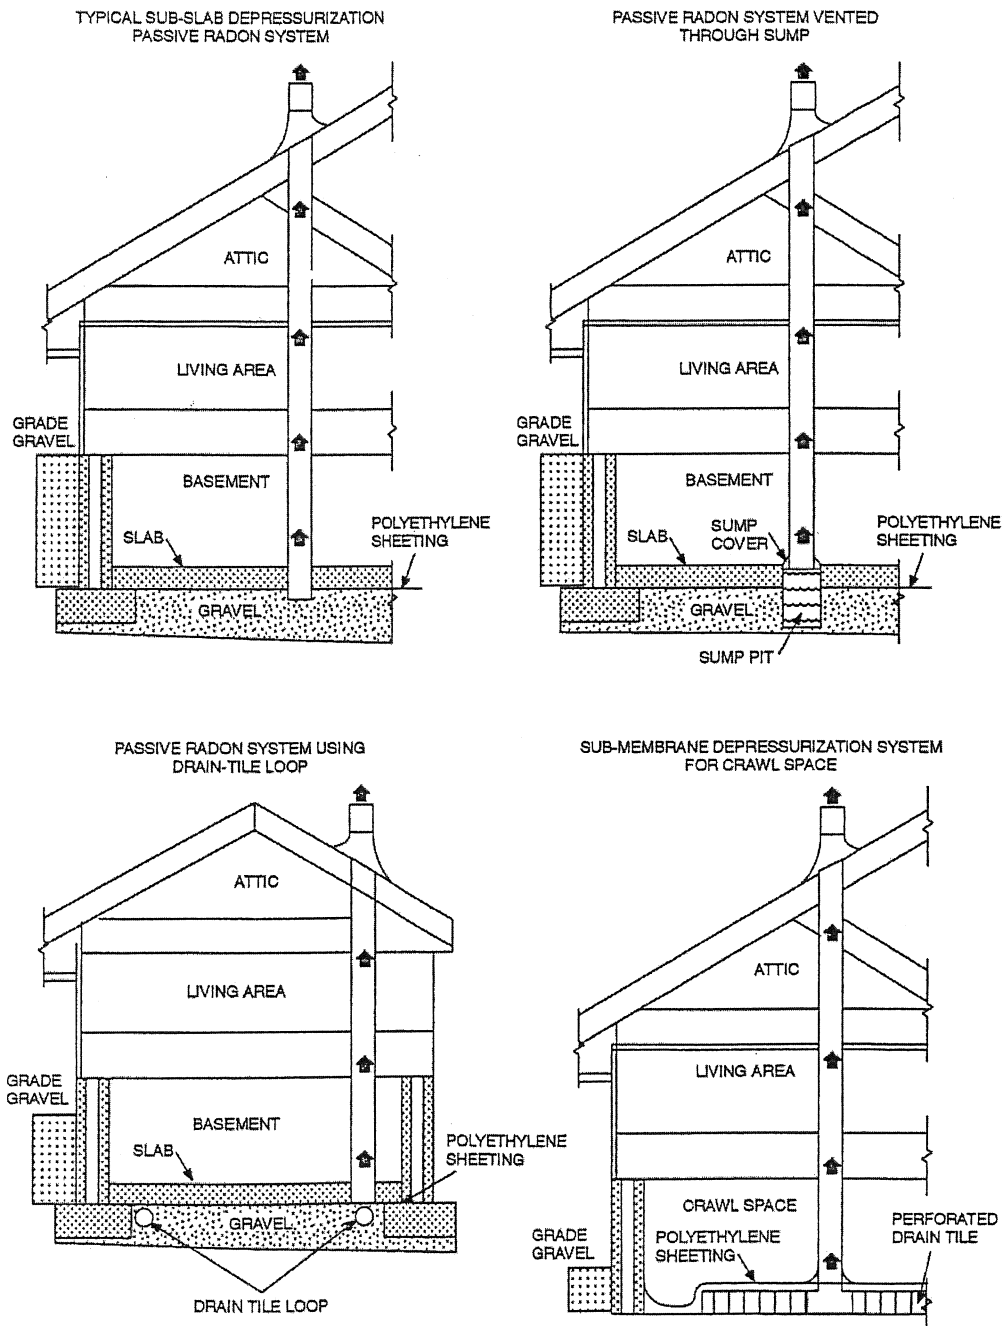 TYPICAL SUB-SLAB DEPRESSURIZATION
PASSIVE RADON SYSTEM
ATTIC
LIVING AREA
GRADE
GRAVEL
BASEMENT
POLYETHYLENE
SHEETING
SLAB
GRAVEL
PASSIVE RADON SYSTEM VENTED
THROUGH SUMP
ATTIC
LIVING AREA
GRADE
GRAVEL
BASEMENT
SUMP
COVER
POLYETHYLENE
SHEETING
SLAB
GRAVEL
SUMP PIT
PASSIVE RADON SYSTEM USING
DRAIN-TILE LOOP
ATTIC
LIVING AREA
GRADE
GRAVEL
BASEMENT
SLAB
POLYETHYLENE
SHEETING
GRAVEL
DRAIN TILE LOOP
SUB-MEMBRANE DEPRESSURIZATION SYSTEM
FOR CRAWL SPACE
ATTIC
LIVING AREA
CRAWL SPACE
PERFORATED
DRAIN TILE
GRADE
GRAVEL
POLYETHYLENE
SHEETING